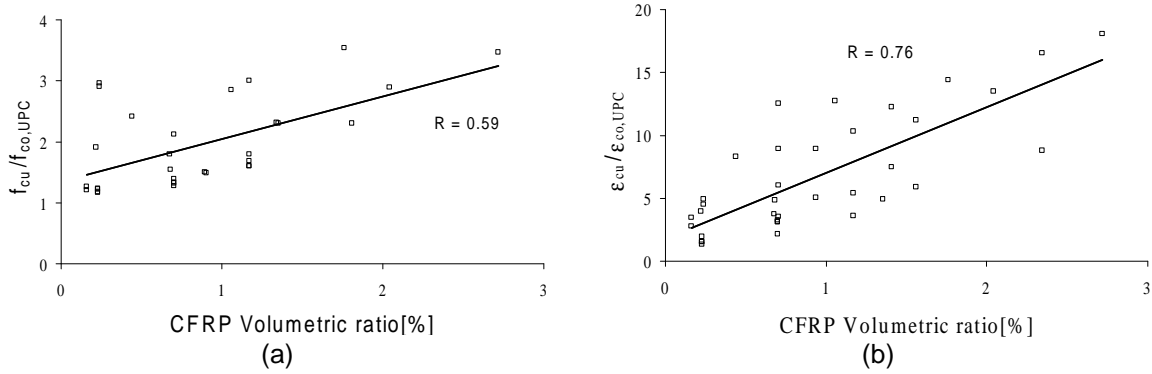 4
3
2
1
0
f cu /f co,UPC
R = 0.59
0 1 2 3
CFRP Volumetric ratio[%]
(a)
20
15
10
5
0
ε cu / ε co,UPC
R = 0.76
0 1 2 3
CFRP Volumetric ratio[%]
(b)